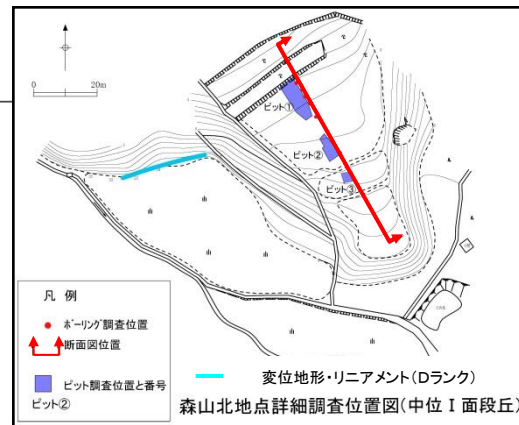 0 20m
ピット①
ピット②
ピット③
凡 例
ボーリング調査位置
断面図位置
ピット調査位置と番号
ピット②
変位地形・リニアメント(Dランク)
森山北地点詳細調査位置図(中位Ⅰ面段丘)